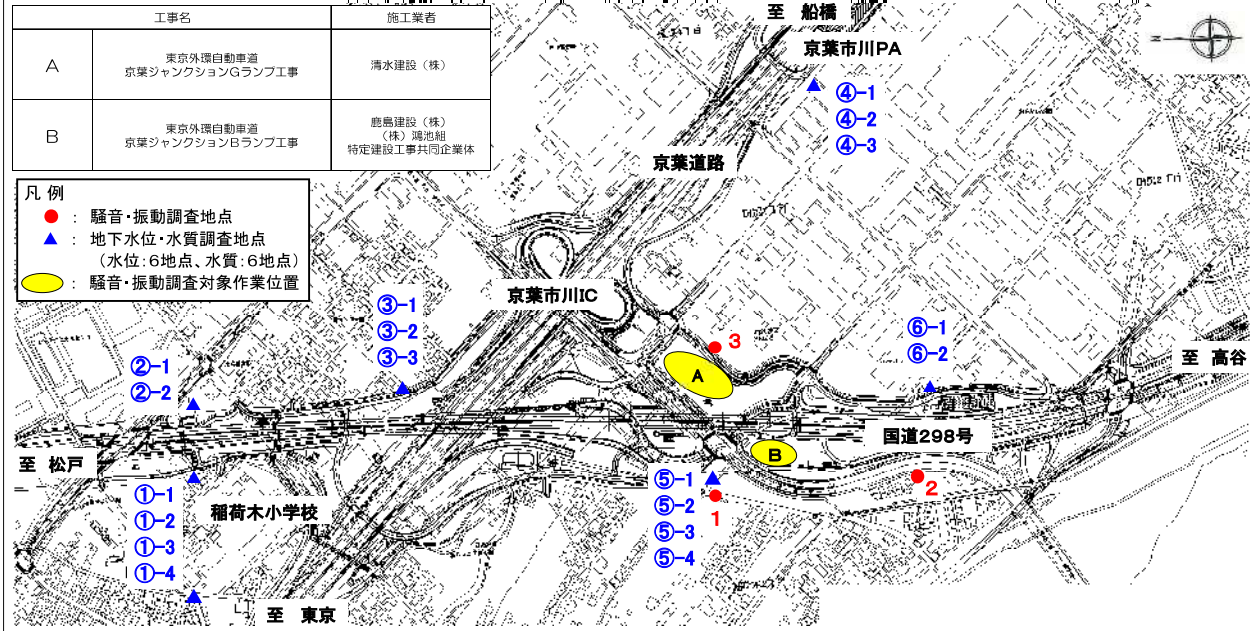 工事名
施工業者
A
東京外環自動車道
京葉ジャンクションGランプ工事
清水建設（株）
B
東京外環自動車道
京葉ジャンクションBランプ工事
鹿島建設（株）
（株）鴻池組
特定建設工事共同企業体
凡 例
： 騒音・振動調査地点
： 地下水位・水質調査地点
（水位：6地点、水質：6地点）
： 騒音・振動調査対象作業位置
至 船橋
京葉市川PA
④-1
④-2
④-3
京葉道路
京葉市川IC
③-1
③-2
③-3
②-1
②-2
3
A
⑥-1
⑥-2
至 高谷
国道298号
B
至 松戸
①-1
①-2
①-3
①-4
稲荷木小学校
⑤-1
⑤-2
⑤-3
⑤-4
1
2
至 東京